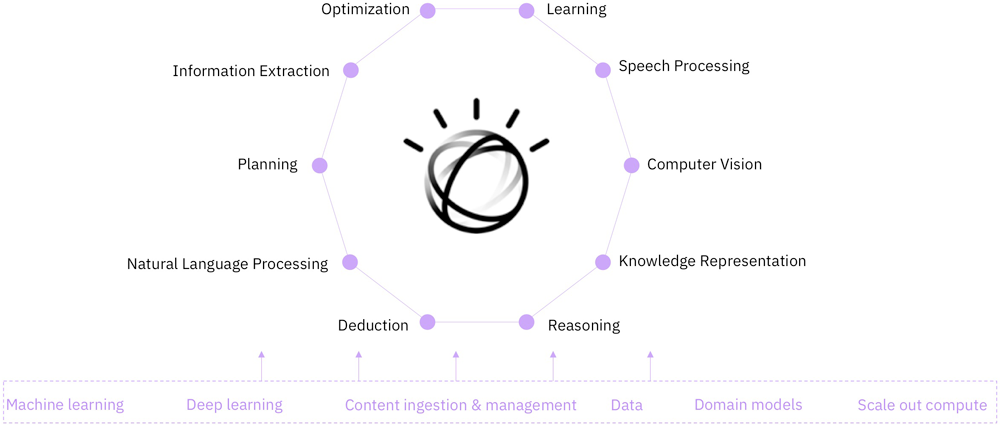 Optimization
Learning
Information Extraction
Speech Processing
Planning
Computer Vision
Natural Language Processing
Knowledge Representation
Deduction
Reasoning
Machine learning
Deep learning
Content ingestion & management
Data
Domain models
Scale out compute